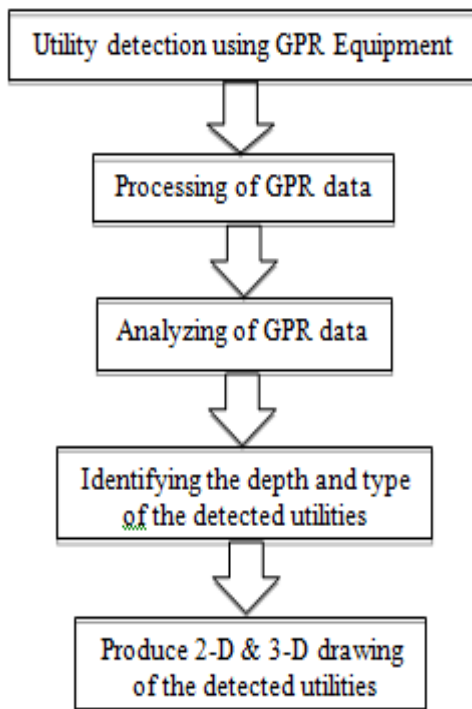 Utility detection using GPR Equipment
Processing of GPR data
Analyzing of GPR data
Identifying the depth and type
of the detected utilities
Produce 2-D & 3-D drawing
of the detected utilities